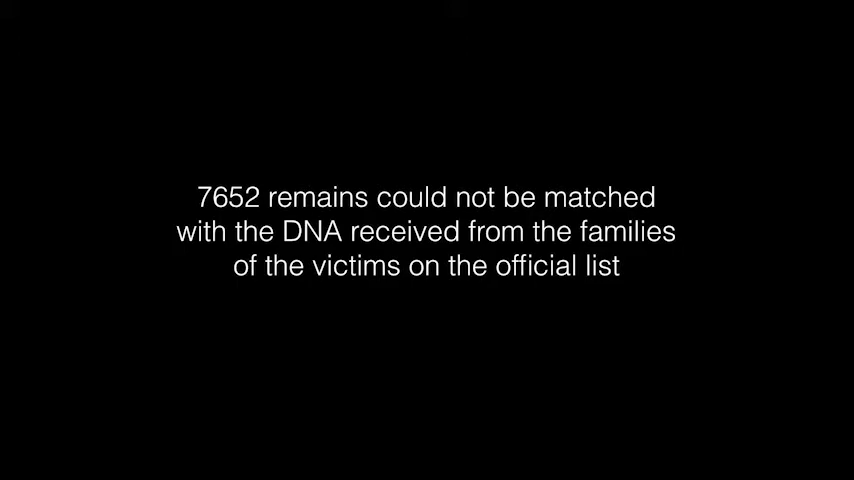 7652 remains could not be matched
with the DNA received from the families
of the victims on the official list